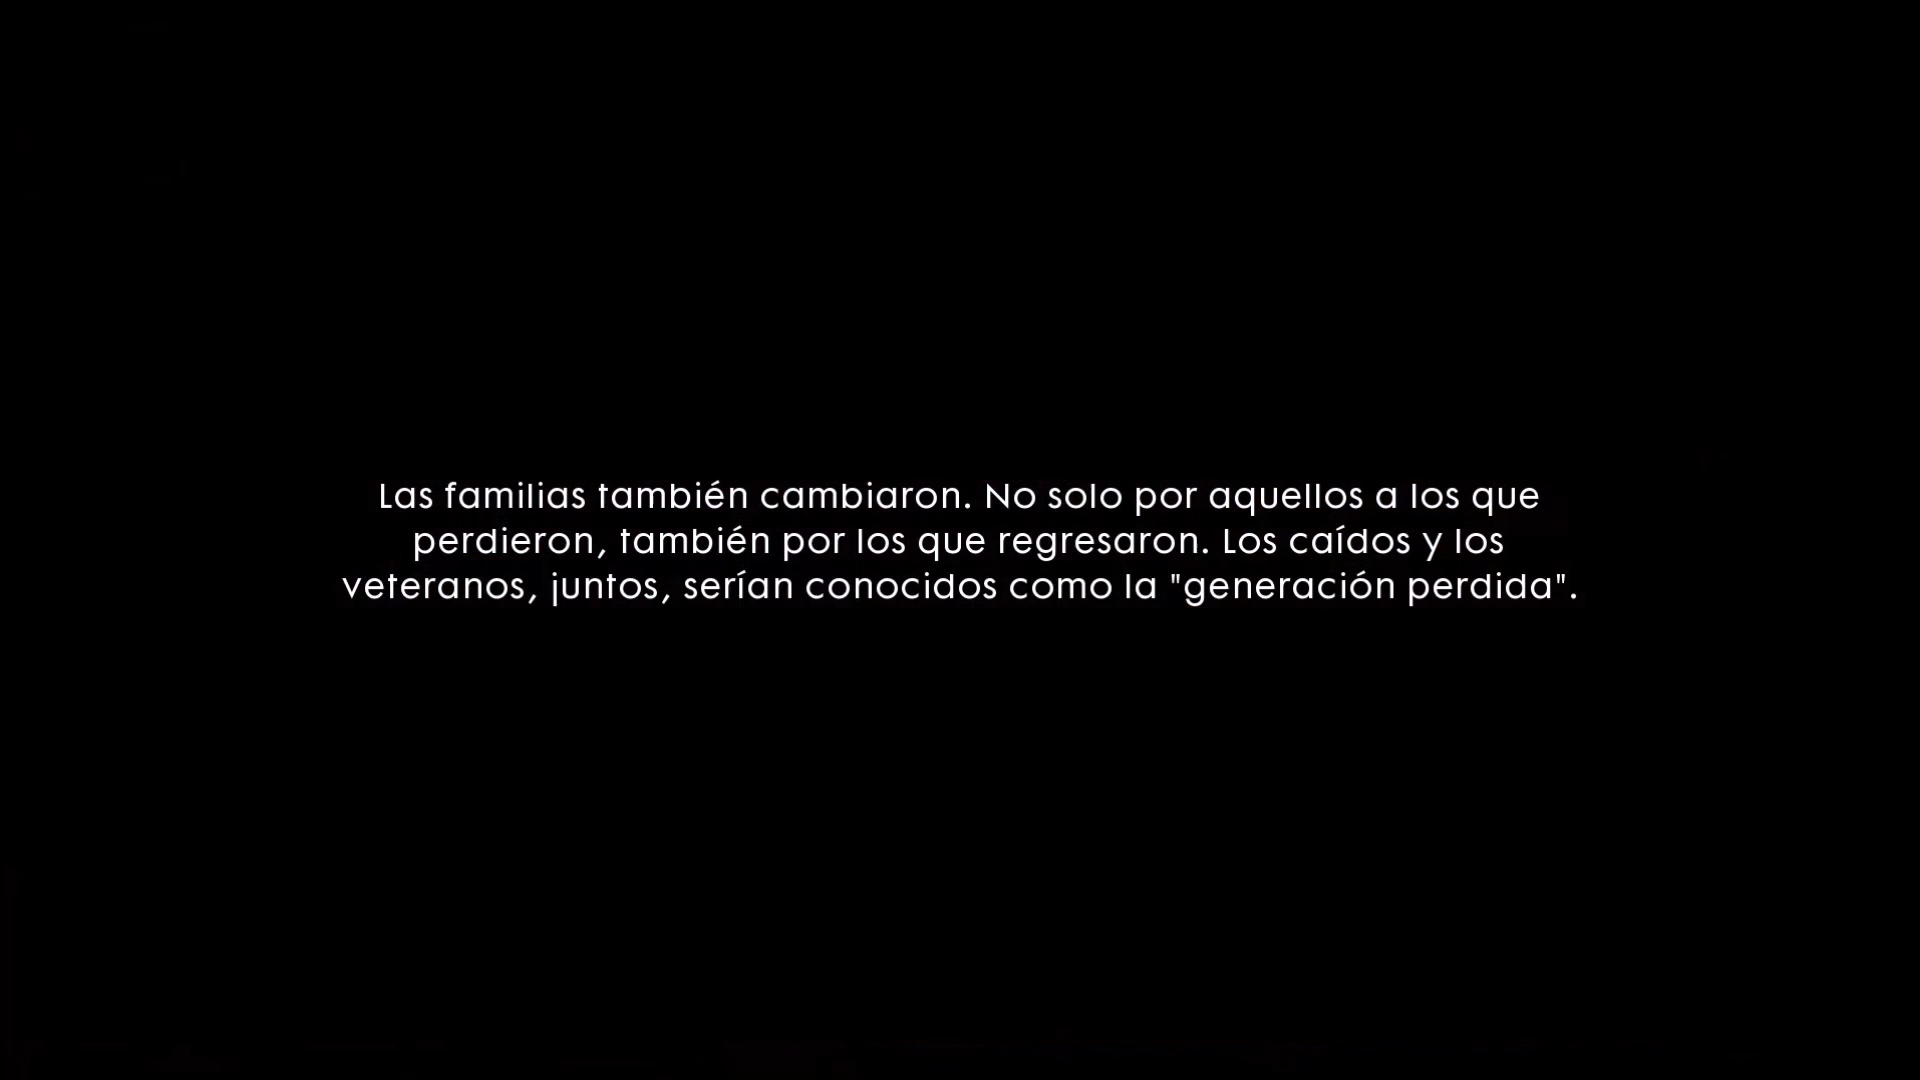 Las familias también cambiaron. No solo por aquellos a los que
perdieron, también por los que regresaron. Los caídos y los
veteranos, juntos, serían conocidos como la "generación perdida".